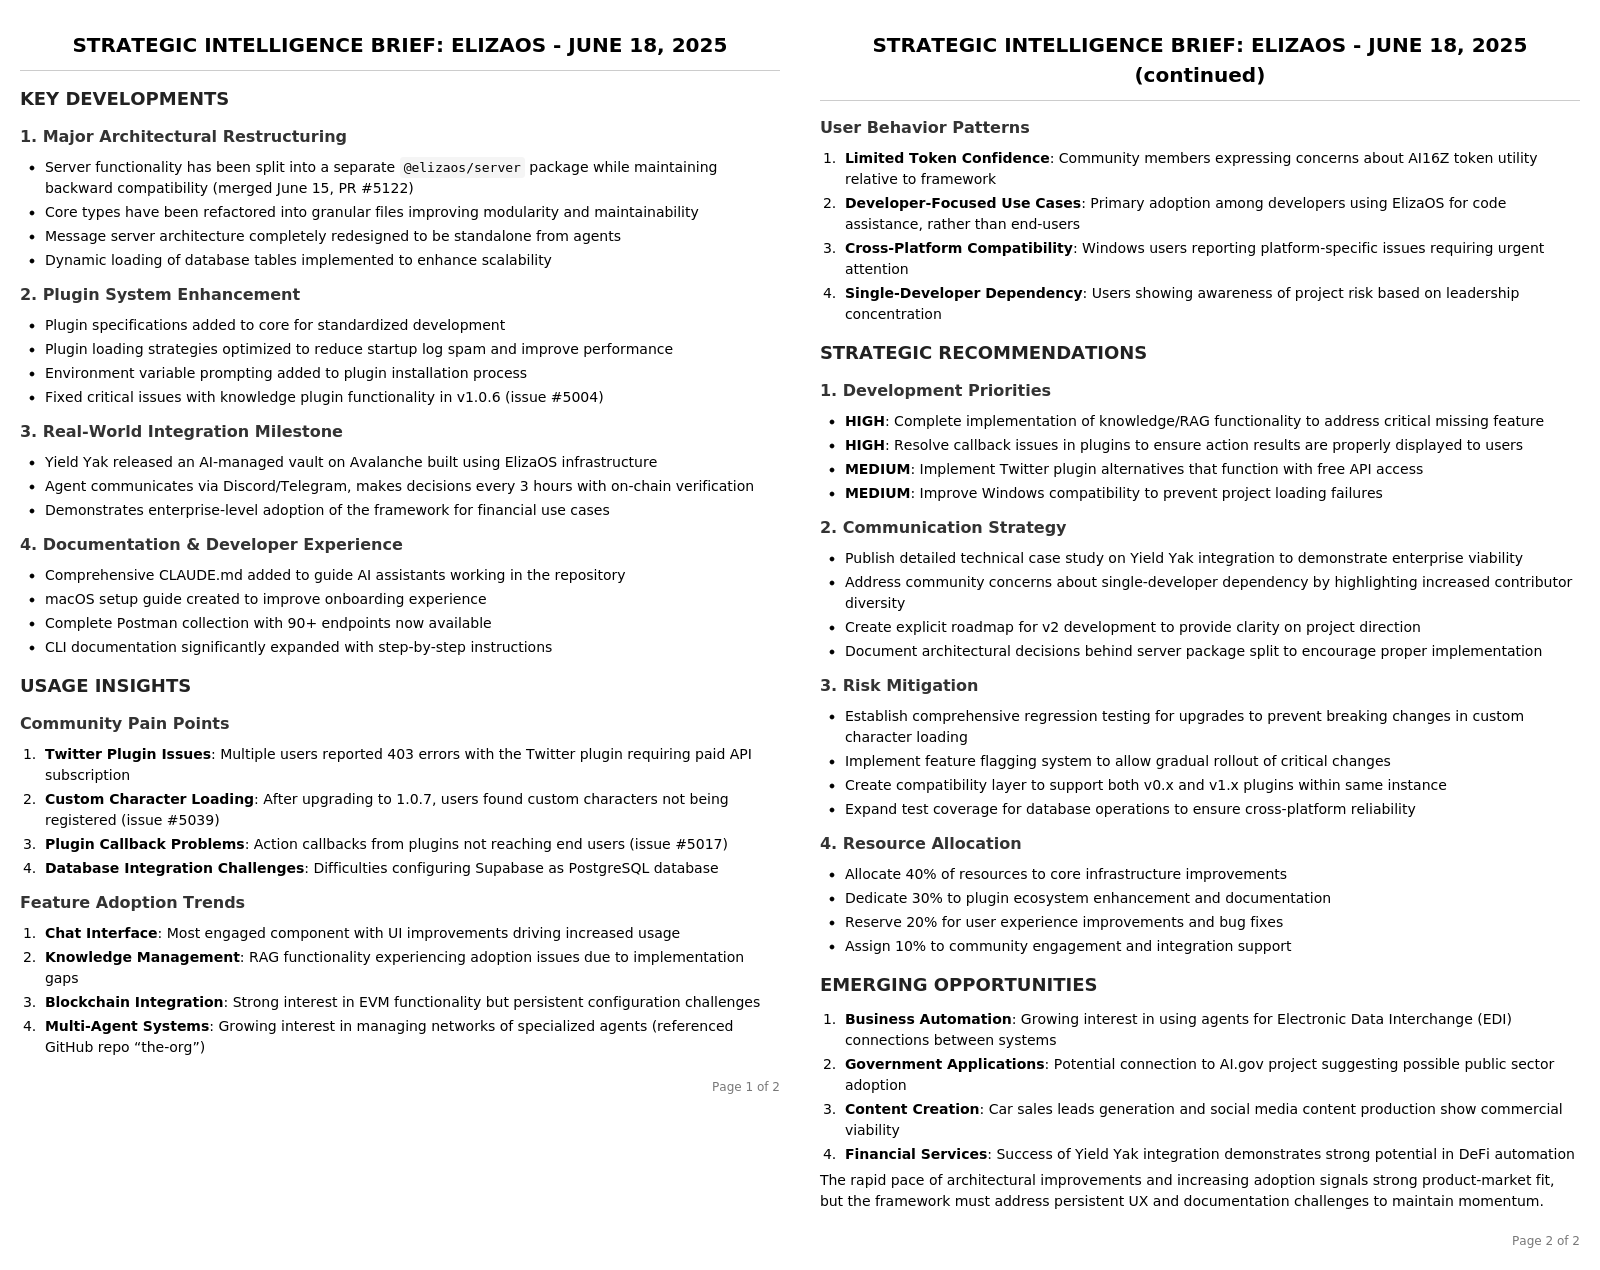 STRATEGIC INTELLIGENCE BRIEF: ELIZAOS - JUNE 18, 2025
KEY DEVELOPMENTS
1. Major Architectural Restructuring
• Server functionality has been split into a separate @elizaos/server package while maintaining
backward compatibility (merged June 15, PR #5122)
• Core types have been refactored into granular files improving modularity and maintainability
• Message server architecture completely redesigned to be standalone from agents
• Dynamic loading of database tables implemented to enhance scalability
2. Plugin System Enhancement
• Plugin specifications added to core for standardized development
• Plugin loading strategies optimized to reduce startup log spam and improve performance
• Environment variable prompting added to plugin installation process
• Fixed critical issues with knowledge plugin functionality in v1.0.6 (issue #5004)
3. Real-World Integration Milestone
• Yield Yak released an AI-managed vault on Avalanche built using ElizaOS infrastructure
• Agent communicates via Discord/Telegram, makes decisions every 3 hours with on-chain verification
• Demonstrates enterprise-level adoption of the framework for financial use cases
4. Documentation & Developer Experience
• Comprehensive CLAUDE.md added to guide AI assistants working in the repository
• macOS setup guide created to improve onboarding experience
• Complete Postman collection with 90+ endpoints now available
• CLI documentation significantly expanded with step-by-step instructions
USAGE INSIGHTS
Community Pain Points
1. Twitter Plugin Issues: Multiple users reported 403 errors with the Twitter plugin requiring paid API
subscription
2. Custom Character Loading: After upgrading to 1.0.7, users found custom characters not being
registered (issue #5039)
3. Plugin Callback Problems: Action callbacks from plugins not reaching end users (issue #5017)
4. Database Integration Challenges: Difficulties configuring Supabase as PostgreSQL database
Feature Adoption Trends
1. Chat Interface: Most engaged component with UI improvements driving increased usage
2. Knowledge Management: RAG functionality experiencing adoption issues due to implementation
gaps
3. Blockchain Integration: Strong interest in EVM functionality but persistent configuration challenges
4. Multi-Agent Systems: Growing interest in managing networks of specialized agents (referenced
GitHub repo “the-org”)
Page 1 of 2
STRATEGIC INTELLIGENCE BRIEF: ELIZAOS - JUNE 18, 2025
(continued)
User Behavior Patterns
1. Limited Token Confidence: Community members expressing concerns about AI16Z token utility
relative to framework
2. Developer-Focused Use Cases: Primary adoption among developers using ElizaOS for code
assistance, rather than end-users
3. Cross-Platform Compatibility: Windows users reporting platform-specific issues requiring urgent
attention
4. Single-Developer Dependency: Users showing awareness of project risk based on leadership
concentration
STRATEGIC RECOMMENDATIONS
1. Development Priorities
• HIGH: Complete implementation of knowledge/RAG functionality to address critical missing feature
• HIGH: Resolve callback issues in plugins to ensure action results are properly displayed to users
• MEDIUM: Implement Twitter plugin alternatives that function with free API access
• MEDIUM: Improve Windows compatibility to prevent project loading failures
2. Communication Strategy
• Publish detailed technical case study on Yield Yak integration to demonstrate enterprise viability
• Address community concerns about single-developer dependency by highlighting increased contributor
diversity
• Create explicit roadmap for v2 development to provide clarity on project direction
• Document architectural decisions behind server package split to encourage proper implementation
3. Risk Mitigation
• Establish comprehensive regression testing for upgrades to prevent breaking changes in custom
character loading
• Implement feature flagging system to allow gradual rollout of critical changes
• Create compatibility layer to support both v0.x and v1.x plugins within same instance
• Expand test coverage for database operations to ensure cross-platform reliability
4. Resource Allocation
• Allocate 40% of resources to core infrastructure improvements
• Dedicate 30% to plugin ecosystem enhancement and documentation
• Reserve 20% for user experience improvements and bug fixes
• Assign 10% to community engagement and integration support
EMERGING OPPORTUNITIES
1. Business Automation: Growing interest in using agents for Electronic Data Interchange (EDI)
connections between systems
2. Government Applications: Potential connection to AI.gov project suggesting possible public sector
adoption
3. Content Creation: Car sales leads generation and social media content production show commercial
viability
4. Financial Services: Success of Yield Yak integration demonstrates strong potential in DeFi automation
The rapid pace of architectural improvements and increasing adoption signals strong product-market fit,
but the framework must address persistent UX and documentation challenges to maintain momentum.
Page 2 of 2